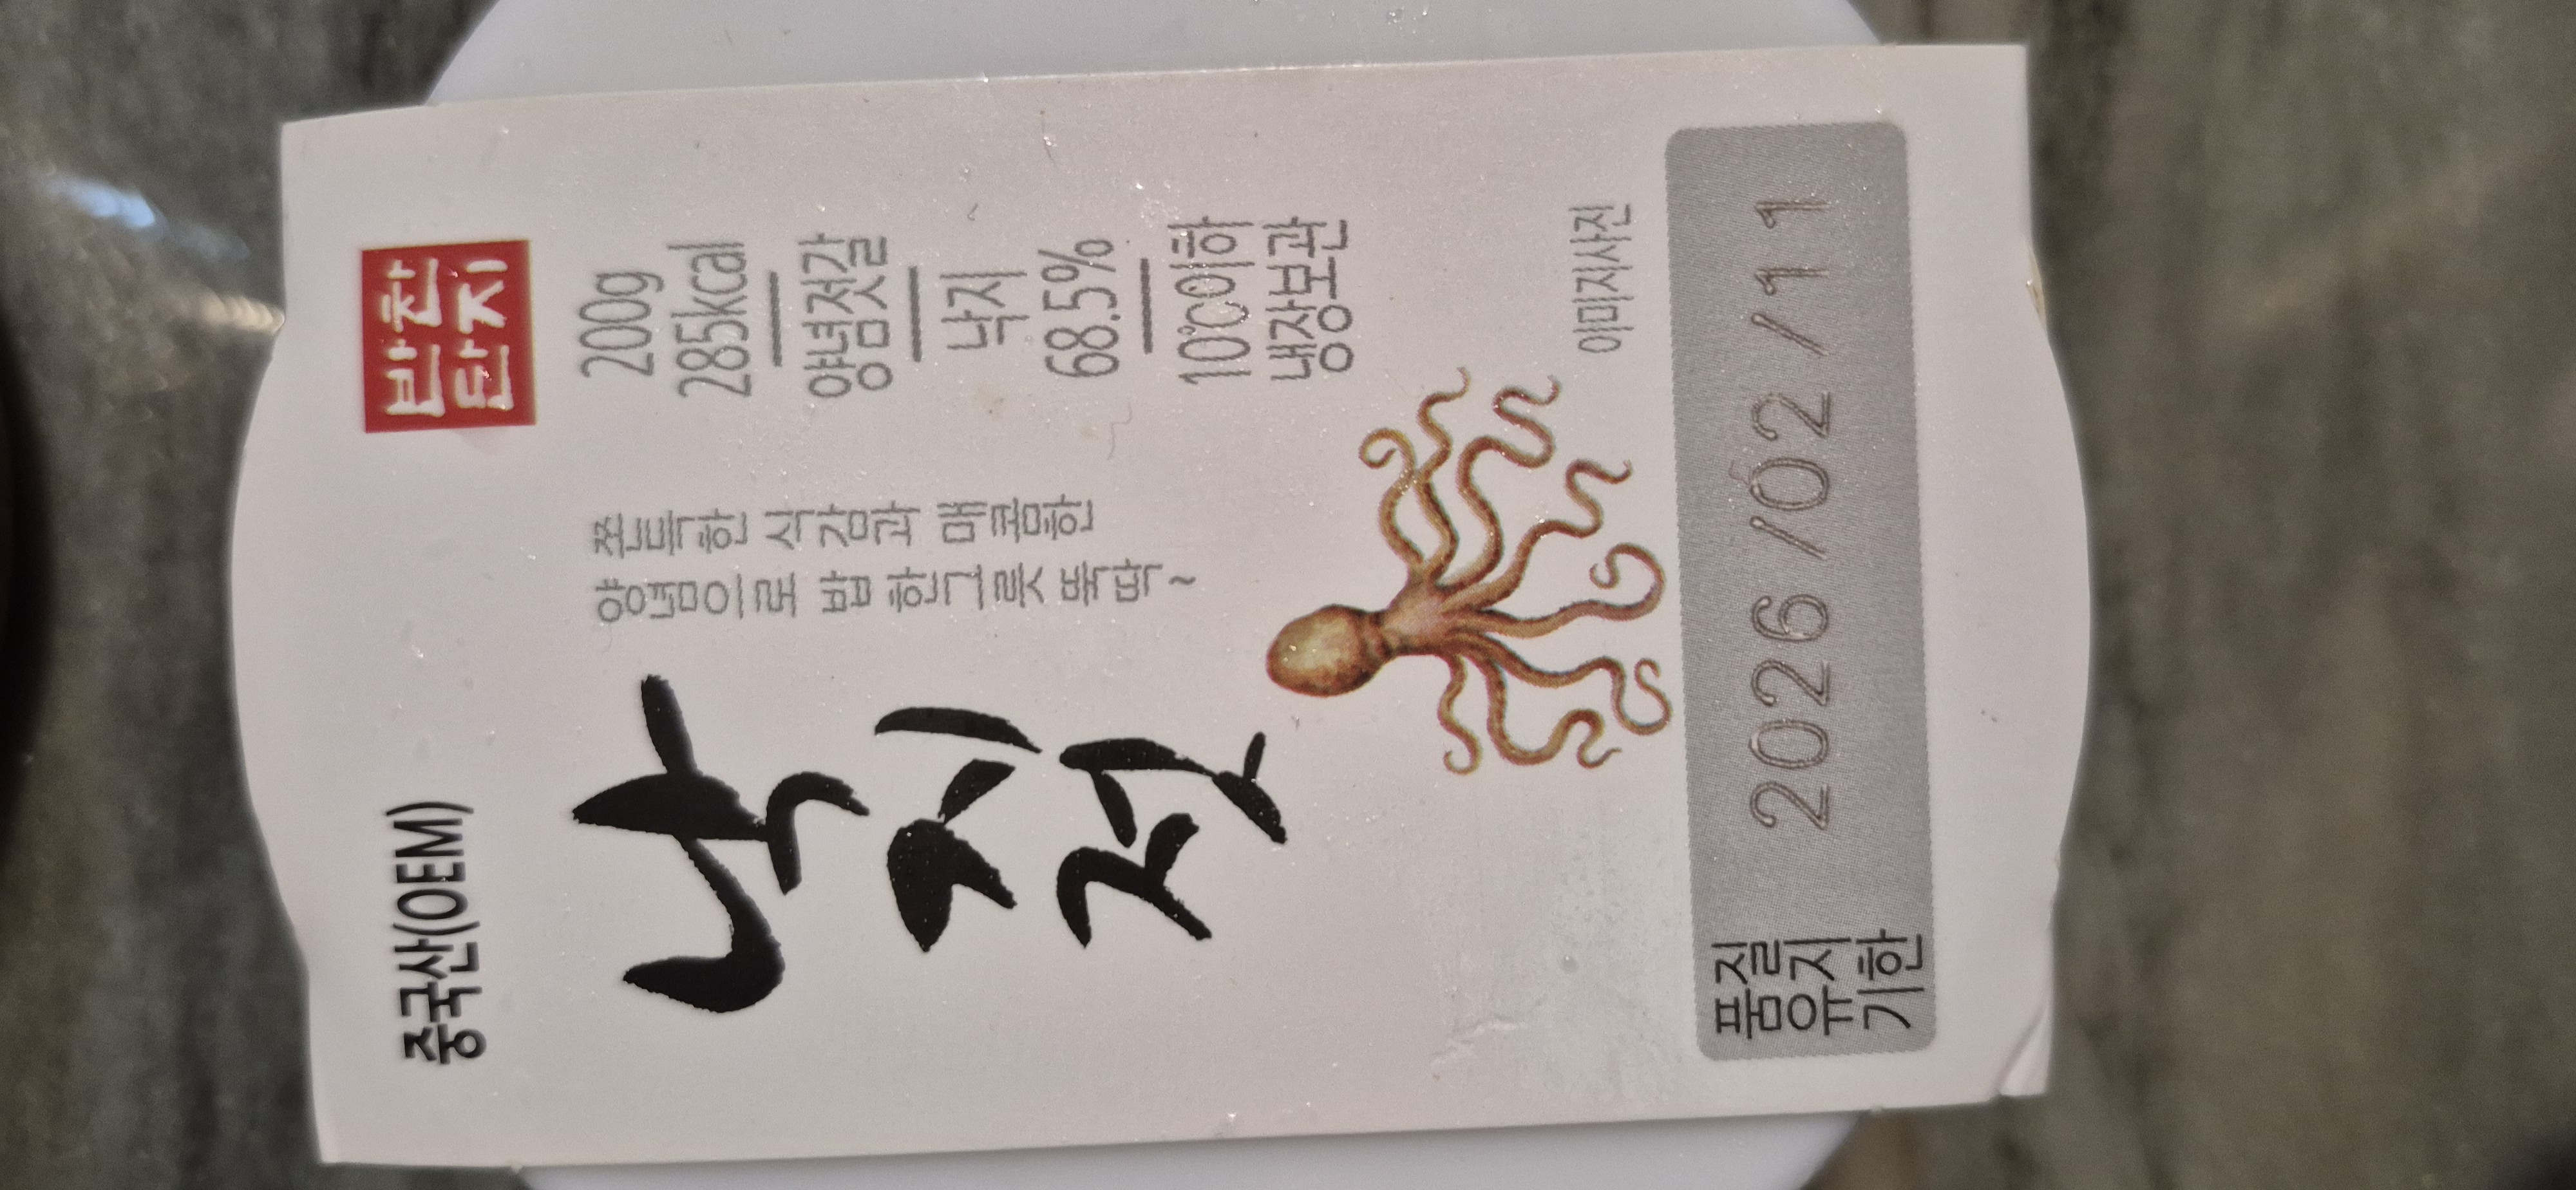 중국산(OEM)
반찬
단지
낙지젓
쫀득한 식감과 매콤한
양념으로 밥 한그릇 뚝딱~
200g
285kcal
양념젓갈
낙지
68.5%
10℃이하
냉장보관
이미지사진
품질
유지
기한
2026/02/11